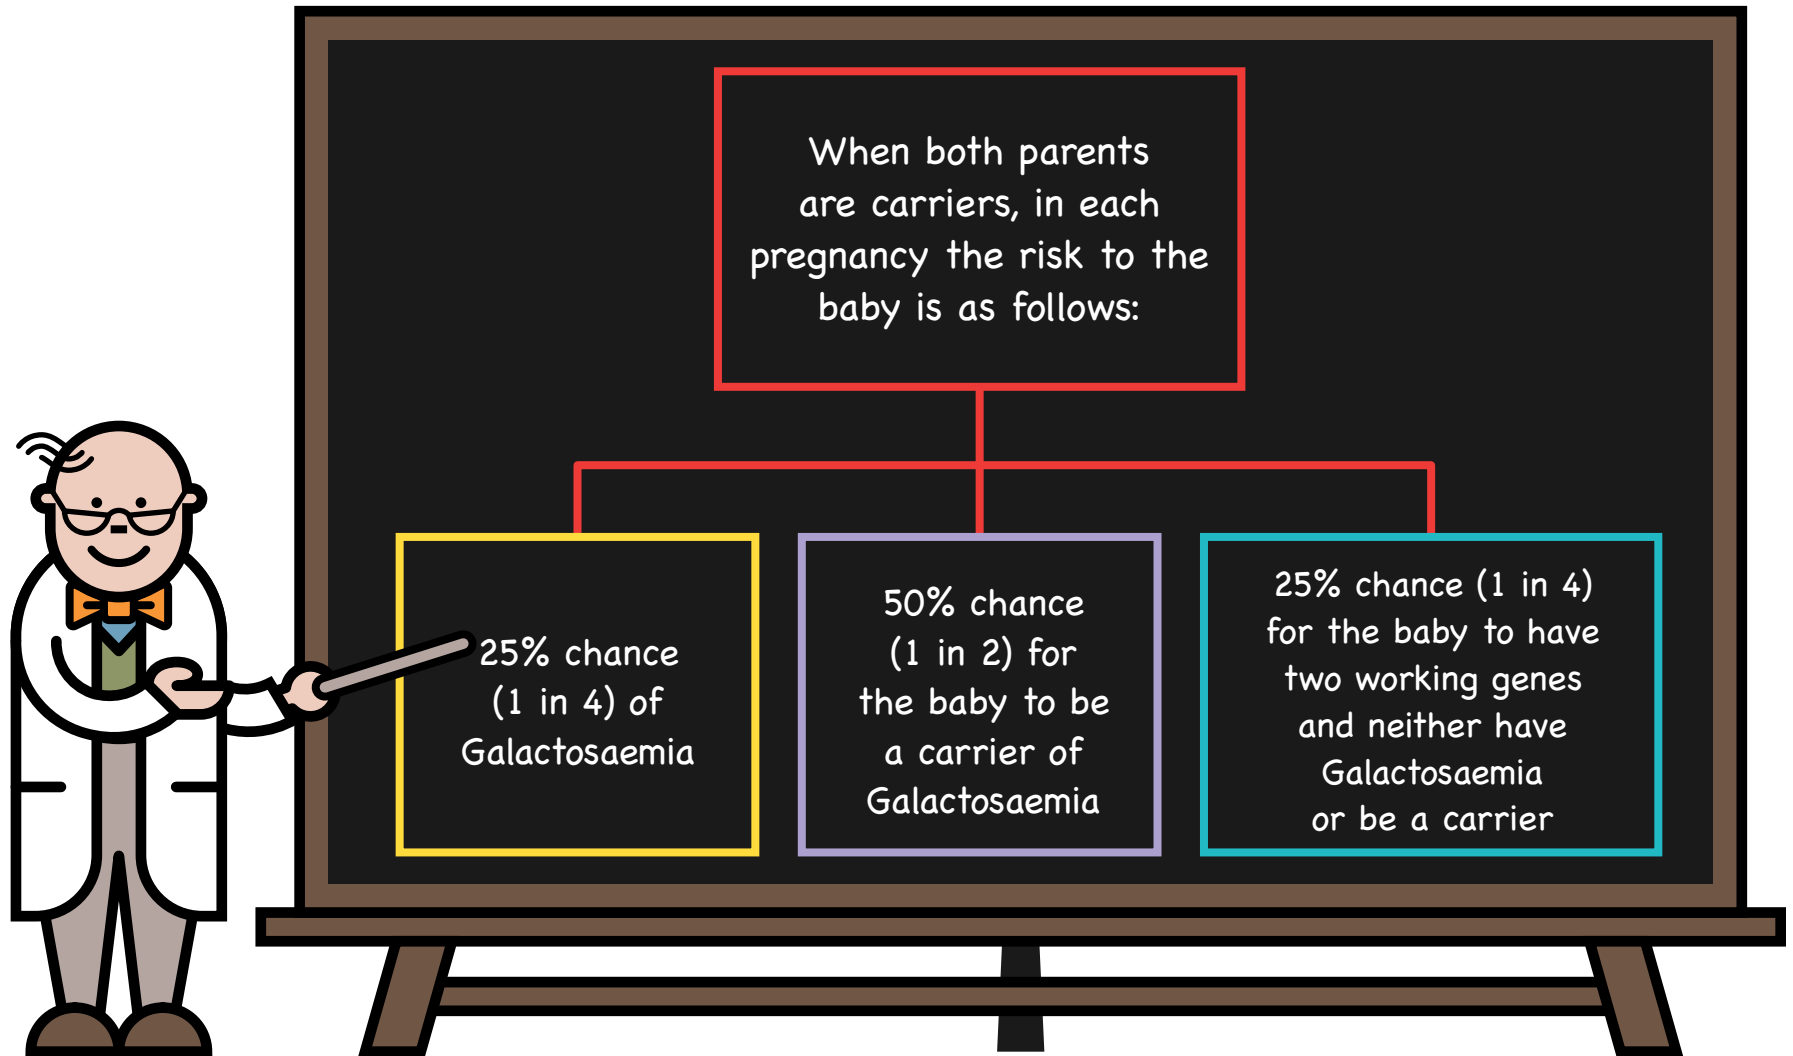 When both parents
are carriers, in each
pregnancy the risk to the
baby is as follows:
25% chance
(1 in 4) of
Galactosaemia
50% chance
(1 in 2) for
the baby to be
a carrier of
Galactosaemia
25% chance (1 in 4)
for the baby to have
two working genes
and neither have
Galactosaemia
or be a carrier